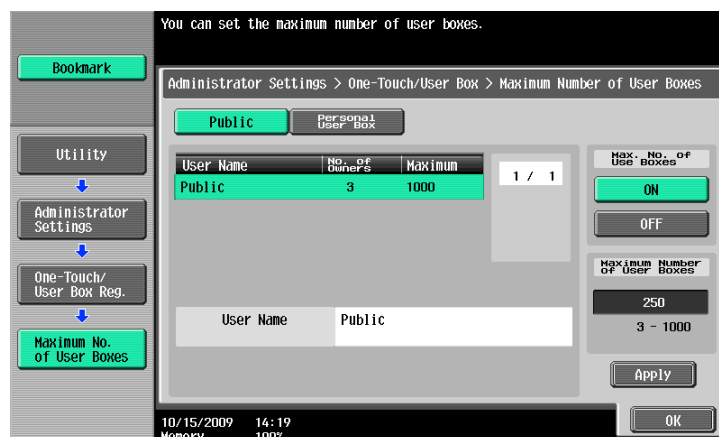 You can set the maximum number of user boxes.
Bookmark
Administrator Settings > One-Touch/User Box > Maximum Number of User Boxes
Public
Personal
User Box
Utility
Administrator
Settings
One-Touch/
User Box Reg.
Maximum No.
of User Boxes
User Name
No. of
Owners
Maximum
Public
3
1000
1 / 1
User Name
Public
Max. No. of
Use Boxes
ON
OFF
Maximum Number
of User Boxes
250
3 - 1000
Apply
OK
10/15/2009 14:19
Memory 100%